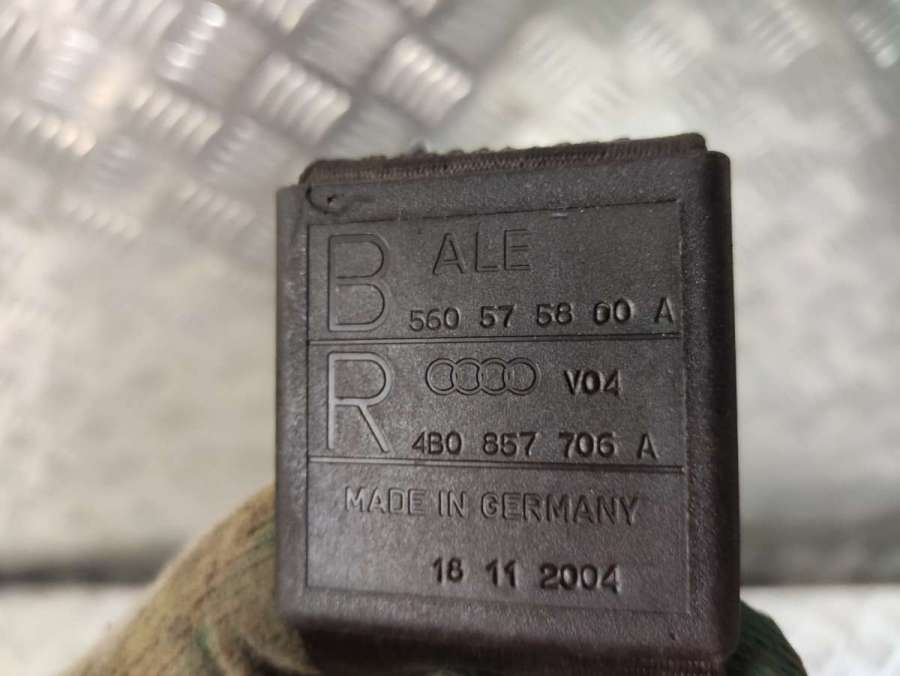 B ALE
560 57 58 00 A
R V04
4B0 857 706 A
MADE IN GERMANY
18 11 2004